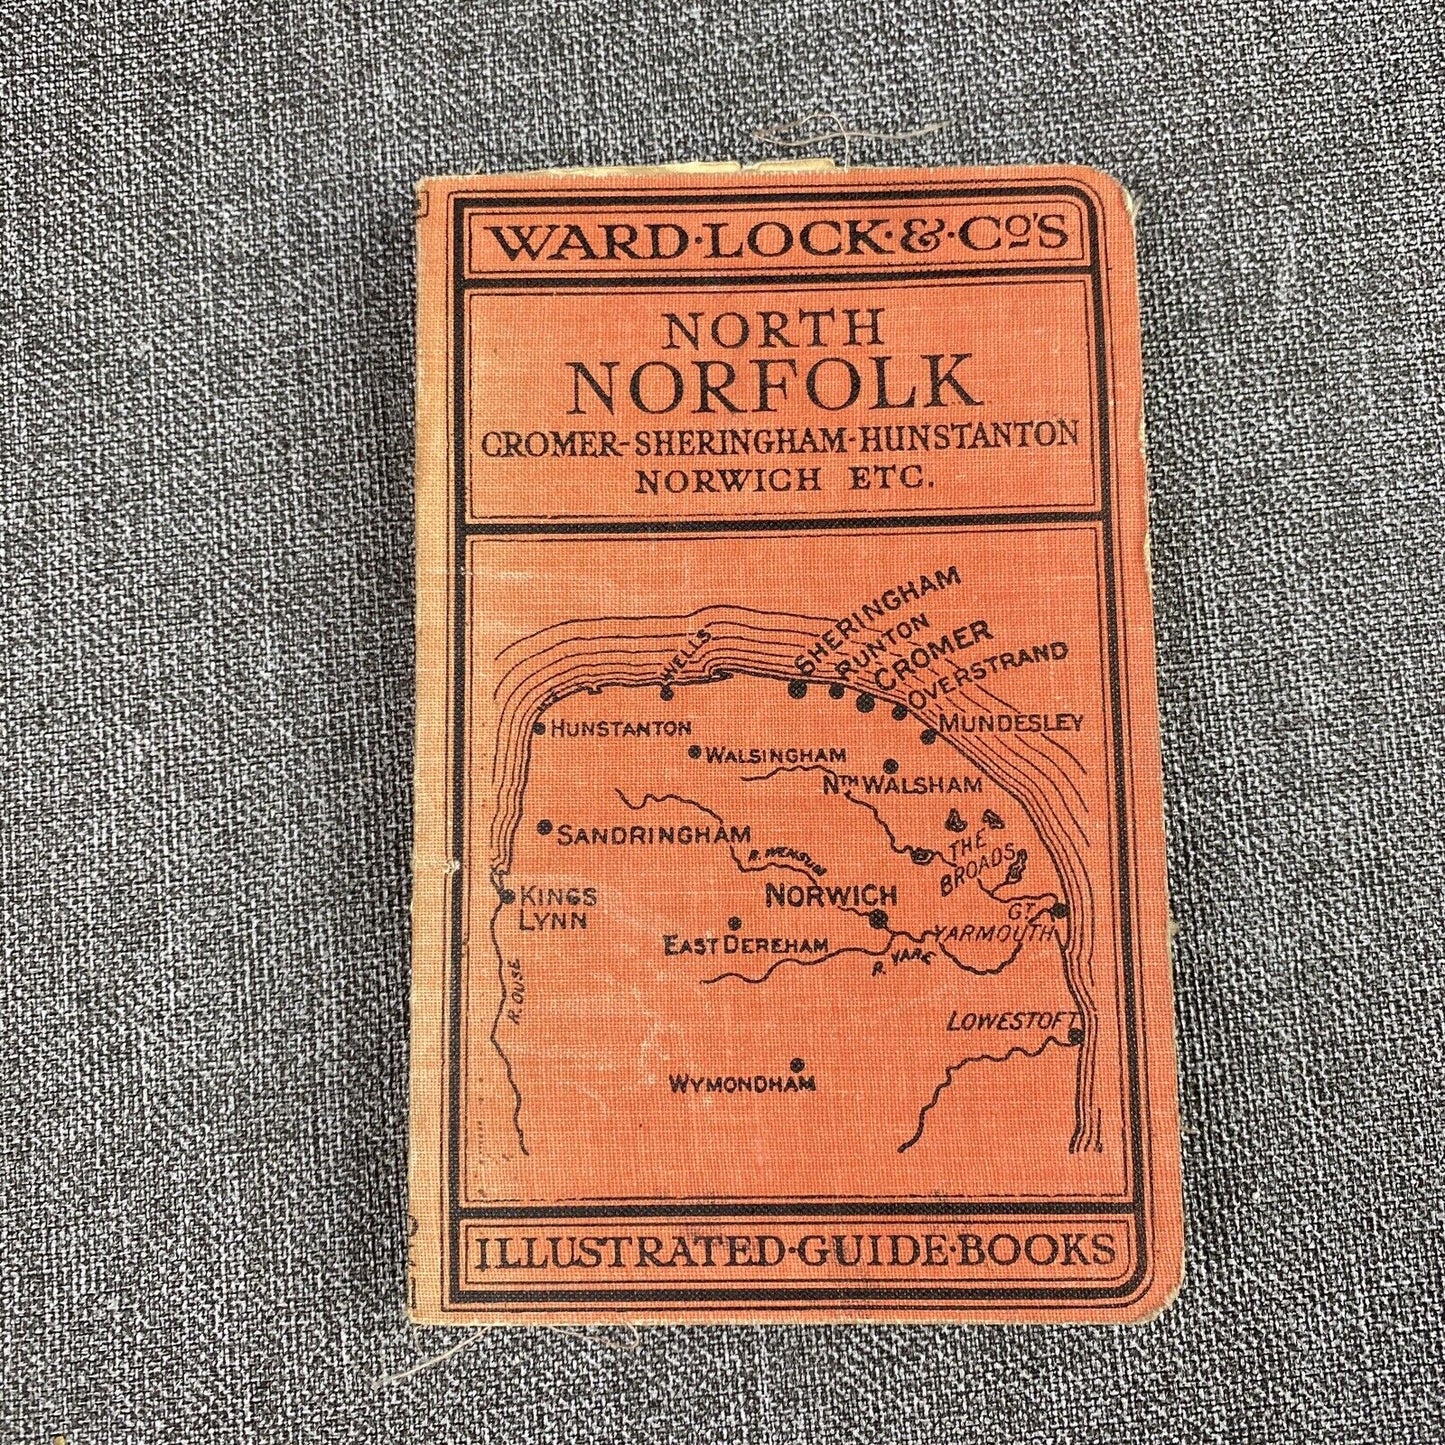 WARD·LOCK·&·Co's
NORTH
NORFOLK
CROMER-SHERINGHAM-HUNSTANTON
NORWICH ETC.
SHERINGHAM
RUNTON
CROMER
OVERSTRAND
WELLS
MUNDESLEY
HUNSTANTON
WALSINGHAM
NTH WALSHAM
SANDRINGHAM
THE
BROADS
R. WENSUM
KINGS
LYNN
NORWICH
GT
YARMOUTH
EAST DEREHAM
R. YARE
R. OUSE
LOWESTOFT
WYMONDHAM
ILLUSTRATED·GUIDE·BOOKS